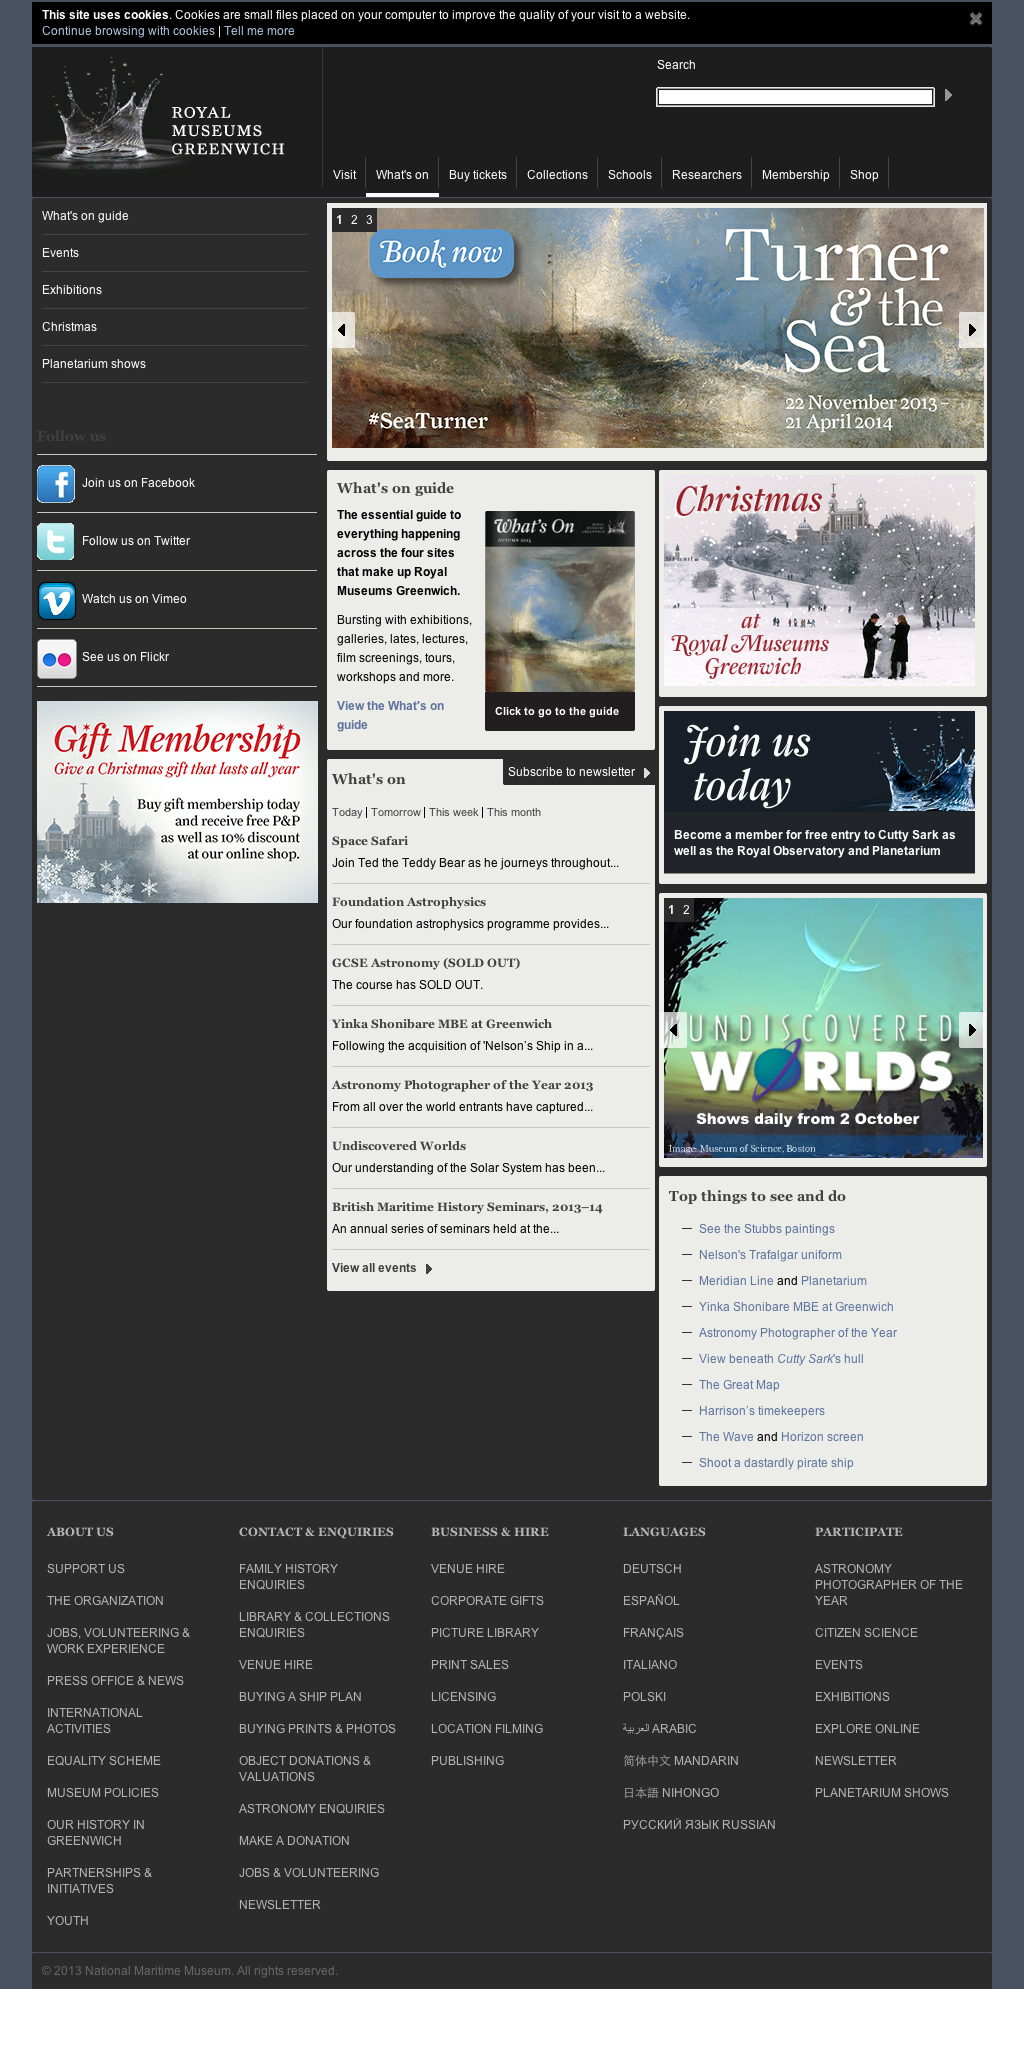 This site uses cookies. Cookies are small files placed on your computer to improve the quality of your visit to a website.
Continue browsing with cookies | Tell me more
Search
ROYAL
MUSEUMS
GREENWICH
Visit
What's on
Buy tickets
Collections
Schools
Researchers
Membership
Shop
What's on guide
Events
Exhibitions
Christmas
Planetarium shows
Follow us
Join us on Facebook
Follow us on Twitter
Watch us on Vimeo
See us on Flickr
Gift Membership
Give a Christmas gift that lasts all year
Buy gift membership today
and receive free P&P
as well as 10% discount
at our online shop.
1 2 3
Book now
Turner
& the
Sea
22 November 2013 –
21 April 2014
#SeaTurner
What's on guide
The essential guide to
everything happening
across the four sites
that make up Royal
Museums Greenwich.
Bursting with exhibitions,
galleries, lates, lectures,
film screenings, tours,
workshops and more.
View the What's on
guide
What's On
AUTUMN 2013
Click to go to the guide
What's on
Subscribe to newsletter
Today | Tomorrow | This week | This month
Space Safari
Join Ted the Teddy Bear as he journeys throughout...
Foundation Astrophysics
Our foundation astrophysics programme provides...
GCSE Astronomy (SOLD OUT)
The course has SOLD OUT.
Yinka Shonibare MBE at Greenwich
Following the acquisition of 'Nelson's Ship in a...
Astronomy Photographer of the Year 2013
From all over the world entrants have captured...
Undiscovered Worlds
Our understanding of the Solar System has been...
British Maritime History Seminars, 2013–14
An annual series of seminars held at the...
View all events
Christmas
at
Royal Museums
Greenwich
Join us
today
Become a member for free entry to Cutty Sark as
well as the Royal Observatory and Planetarium
1 2
UNDISCOVERED
WORLDS
Shows daily from 2 October
Image: Museum of Science, Boston
Top things to see and do
— See the Stubbs paintings
— Nelson's Trafalgar uniform
— Meridian Line and Planetarium
— Yinka Shonibare MBE at Greenwich
— Astronomy Photographer of the Year
— View beneath Cutty Sark's hull
— The Great Map
— Harrison's timekeepers
— The Wave and Horizon screen
— Shoot a dastardly pirate ship
ABOUT US
SUPPORT US
THE ORGANIZATION
JOBS, VOLUNTEERING &
WORK EXPERIENCE
PRESS OFFICE & NEWS
INTERNATIONAL
ACTIVITIES
EQUALITY SCHEME
MUSEUM POLICIES
OUR HISTORY IN
GREENWICH
PARTNERSHIPS &
INITIATIVES
YOUTH
CONTACT & ENQUIRIES
FAMILY HISTORY
ENQUIRIES
LIBRARY & COLLECTIONS
ENQUIRIES
VENUE HIRE
BUYING A SHIP PLAN
BUYING PRINTS & PHOTOS
OBJECT DONATIONS &
VALUATIONS
ASTRONOMY ENQUIRIES
MAKE A DONATION
JOBS & VOLUNTEERING
NEWSLETTER
BUSINESS & HIRE
VENUE HIRE
CORPORATE GIFTS
PICTURE LIBRARY
PRINT SALES
LICENSING
LOCATION FILMING
PUBLISHING
LANGUAGES
DEUTSCH
ESPAÑOL
FRANÇAIS
ITALIANO
POLSKI
العربية ARABIC
简体中文 MANDARIN
日本語 NIHONGO
РУССКИЙ ЯЗЫК RUSSIAN
PARTICIPATE
ASTRONOMY
PHOTOGRAPHER OF THE
YEAR
CITIZEN SCIENCE
EVENTS
EXHIBITIONS
EXPLORE ONLINE
NEWSLETTER
PLANETARIUM SHOWS
© 2013 National Maritime Museum. All rights reserved.